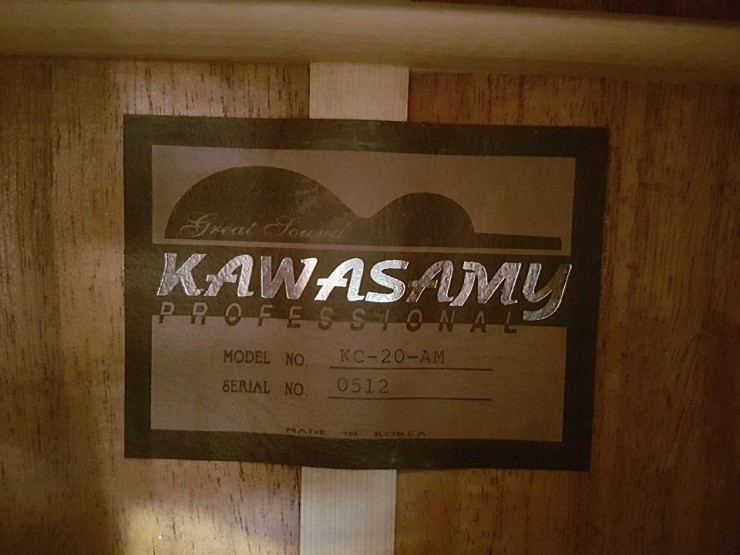 Great Sound
KAWASAMY
PROFESSIONAL
MODEL NO. KC-20-AM
SERIAL NO. 0512
MADE IN KOREA